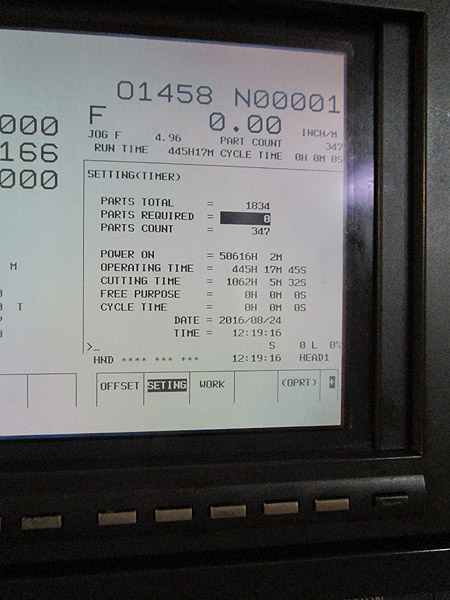 O1458 N00001
000 F 0.00 INCH/M
166 JOG F 4.96 PART COUNT 347
000 RUN TIME 445H17M CYCLE TIME 0H 0M 0S
SETTING(TIMER)
PARTS TOTAL = 1834
PARTS REQUIRED = 0
PARTS COUNT = 347
POWER ON = 50616H 2M
M OPERATING TIME = 445H 17M 45S
CUTTING TIME = 1062H 5M 32S
FREE PURPOSE = 0H 0M 0S
T CYCLE TIME = 0H 0M 0S
DATE = 2016/08/24
TIME = 12:19:16
>_ S 0 L 0%
HND **** *** *** 12:19:16 HEAD1
OFFSET SETING WORK (OPRT)